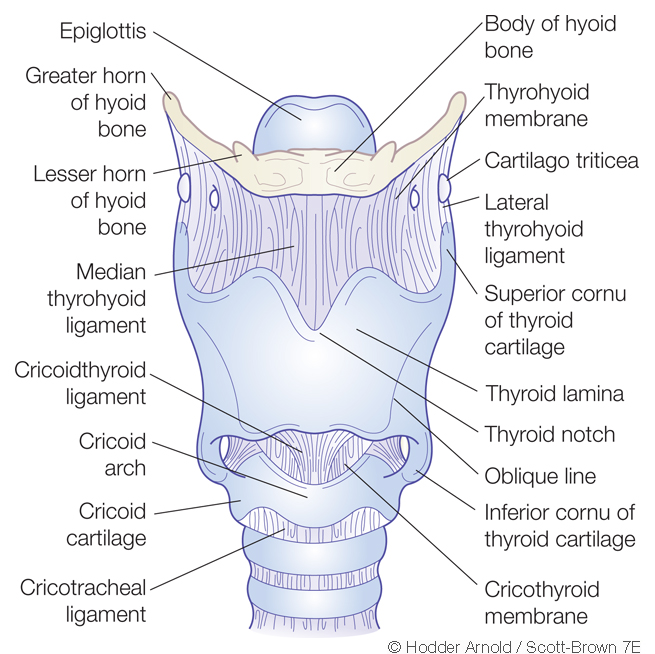 Epiglottis
Greater horn
of hyoid
bone
Lesser horn
of hyoid
bone
Median
thyrohyoid
ligament
Cricoidthyroid
ligament
Cricoid
arch
Cricoid
cartilage
Cricotracheal
ligament
Body of hyoid
bone
Thyrohyoid
membrane
Cartilago triticea
Lateral
thyrohyoid
ligament
Superior cornu
of thyroid
cartilage
Thyroid lamina
Thyroid notch
Oblique line
Inferior cornu of
thyroid cartilage
Cricothyroid
membrane
© Hodder Arnold / Scott-Brown 7E